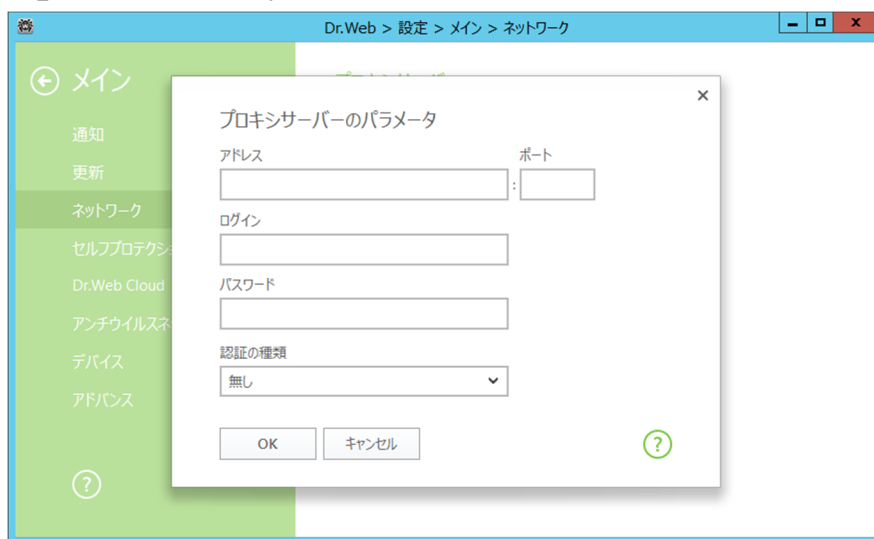 Dr.Web > 設定 > メイン > ネットワーク
メイン
通知
更新
ネットワーク
セルフプロテクショ
Dr.Web Cloud
アンチウイルスネ
デバイス
アドバンス
?
プロキシサーバーのパラメータ
アドレス
ポート
:
ログイン
パスワード
認証の種類
無し
OK
キャンセル
?